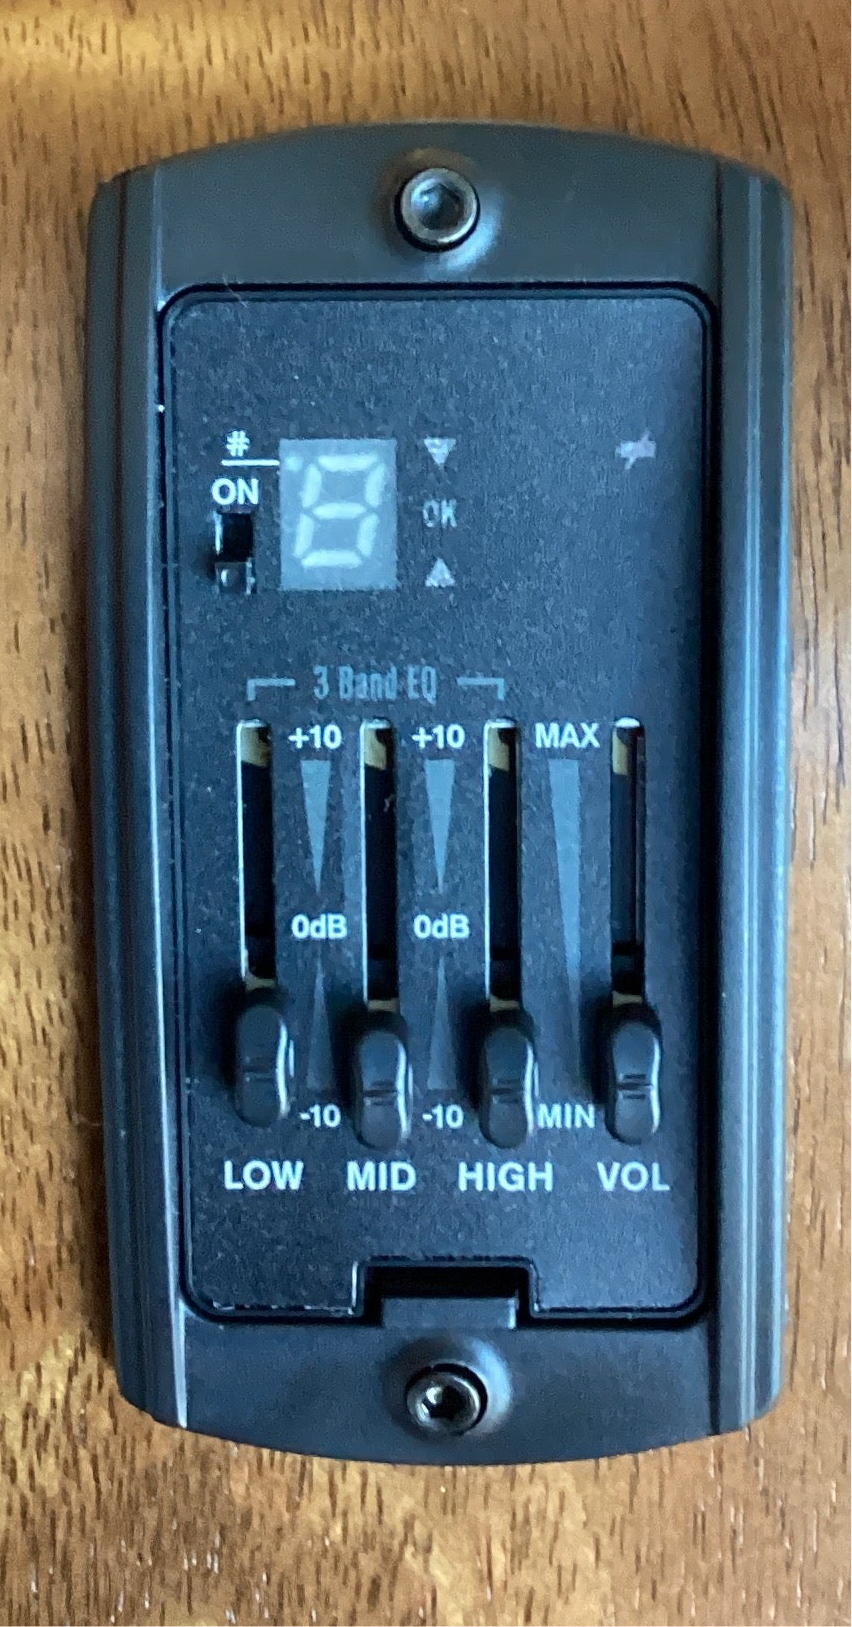 #
ON
OK
3 Band EQ
+10 +10 MAX
0dB 0dB
-10 -10 MIN
LOW MID HIGH VOL